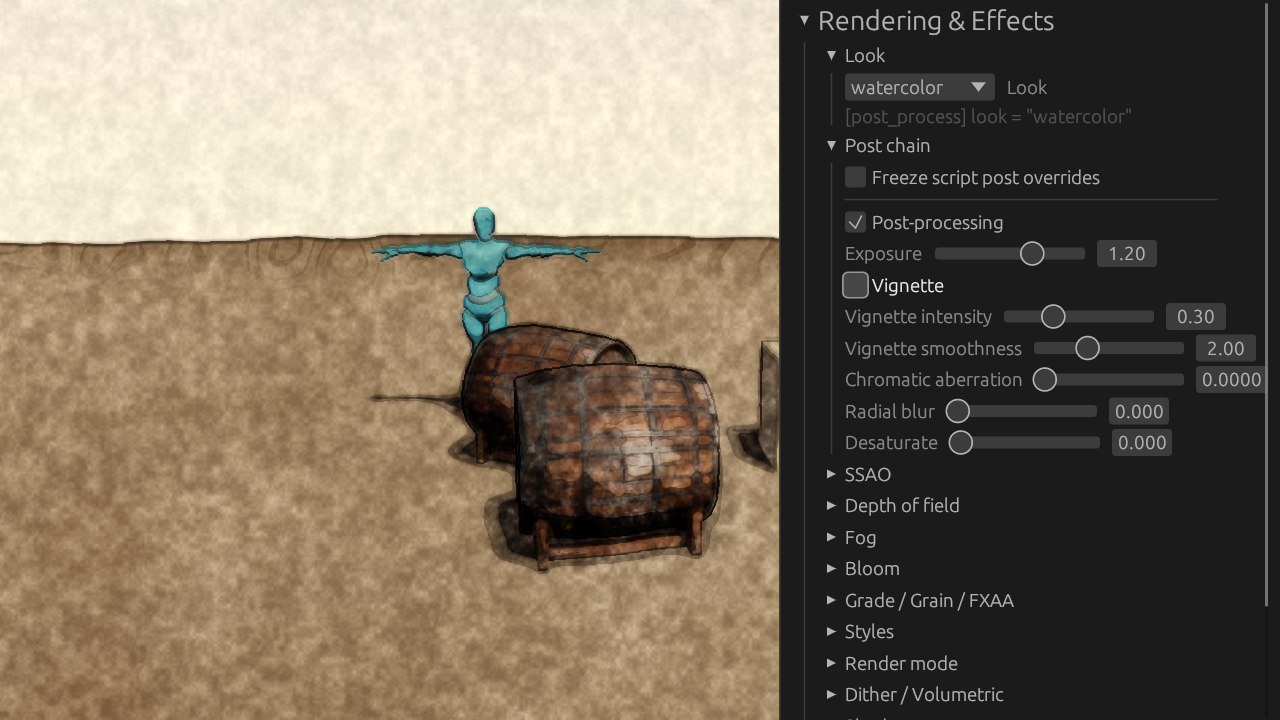 Rendering & Effects
Look
watercolor Look
[post_process] look = "watercolor"
Post chain
Freeze script post overrides
Post-processing
Exposure 1.20
Vignette
Vignette intensity 0.30
Vignette smoothness 2.00
Chromatic aberration 0.0000
Radial blur 0.000
Desaturate 0.000
SSAO
Depth of field
Fog
Bloom
Grade / Grain / FXAA
Styles
Render mode
Dither / Volumetric